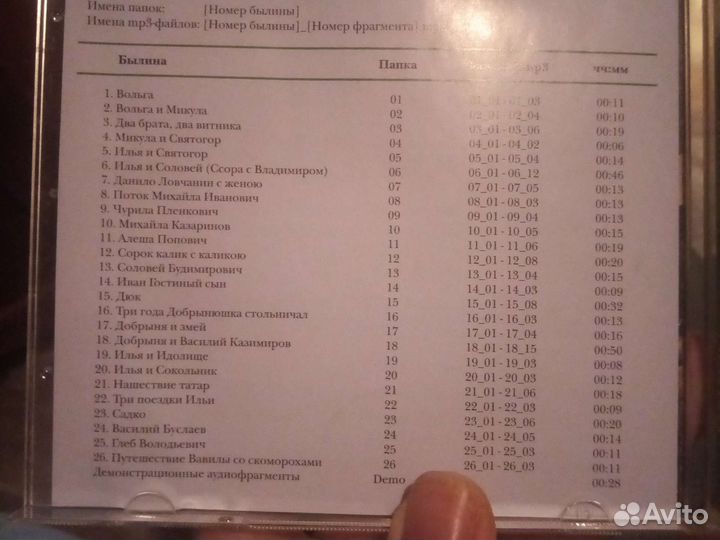 Имена папок: [Номер былины]
Имена mp3-файлов: [Номер былины]_[Номер фрагмента]
Былина Папка чч:мм
1. Вольга 01 01_01 - 01_03 00:11
2. Вольга и Микула 02 02_01 - 02_04 00:10
3. Два брата, два витника 03 03_01 - 03_06 00:19
4. Микула и Святогор 04 04_01 - 04_02 00:06
5. Илья и Святогор 05 05_01 - 05_04 00:14
6. Илья и Соловей (Ссора с Владимиром) 06 06_01 - 06_12 00:46
7. Данило Ловчанин с женою 07 07_01 - 07_05 00:13
8. Поток Михайла Иванович 08 08_01 - 08_03 00:13
9. Чурила Пленкович 09 09_01 - 09_04 00:13
10. Михайла Казаринов 10 10_01 - 10_05 00:15
11. Алеша Попович 11 11_01 - 11_06 00:19
12. Сорок калик с каликою 12 12_01 - 12_08 00:20
13. Соловей Будимирович 13 13_01 - 13_04 00:15
14. Иван Гостиный сын 14 14_01 - 14_03 00:09
15. Дюк 15 15_01 - 15_08 00:32
16. Три года Добрынюшка стольничал 16 16_01 - 16_03 00:13
17. Добрыня и змей 17 17_01 - 17_04 00:16
18. Добрыня и Василий Казимиров 18 18_01 - 18_15 00:50
19. Илья и Идолище 19 19_01 - 19_03 00:08
20. Илья и Сокольник 20 20_01 - 20_03 00:12
21. Нашествие татар 21 21_01 - 21_06 00:18
22. Три поездки Ильи 22 22_01 - 22_03 00:09
23. Садко 23 23_01 - 23_06 00:20
24. Василий Буслаев 24 24_01 - 24_05 00:14
25. Глеб Володьевич 25 25_01 - 25_03 00:11
26. Путешествие Вавилы со скоморохами 26 26_01 - 26_03 00:11
Демонстрационные аудиофрагменты Demo 00:28
Avito